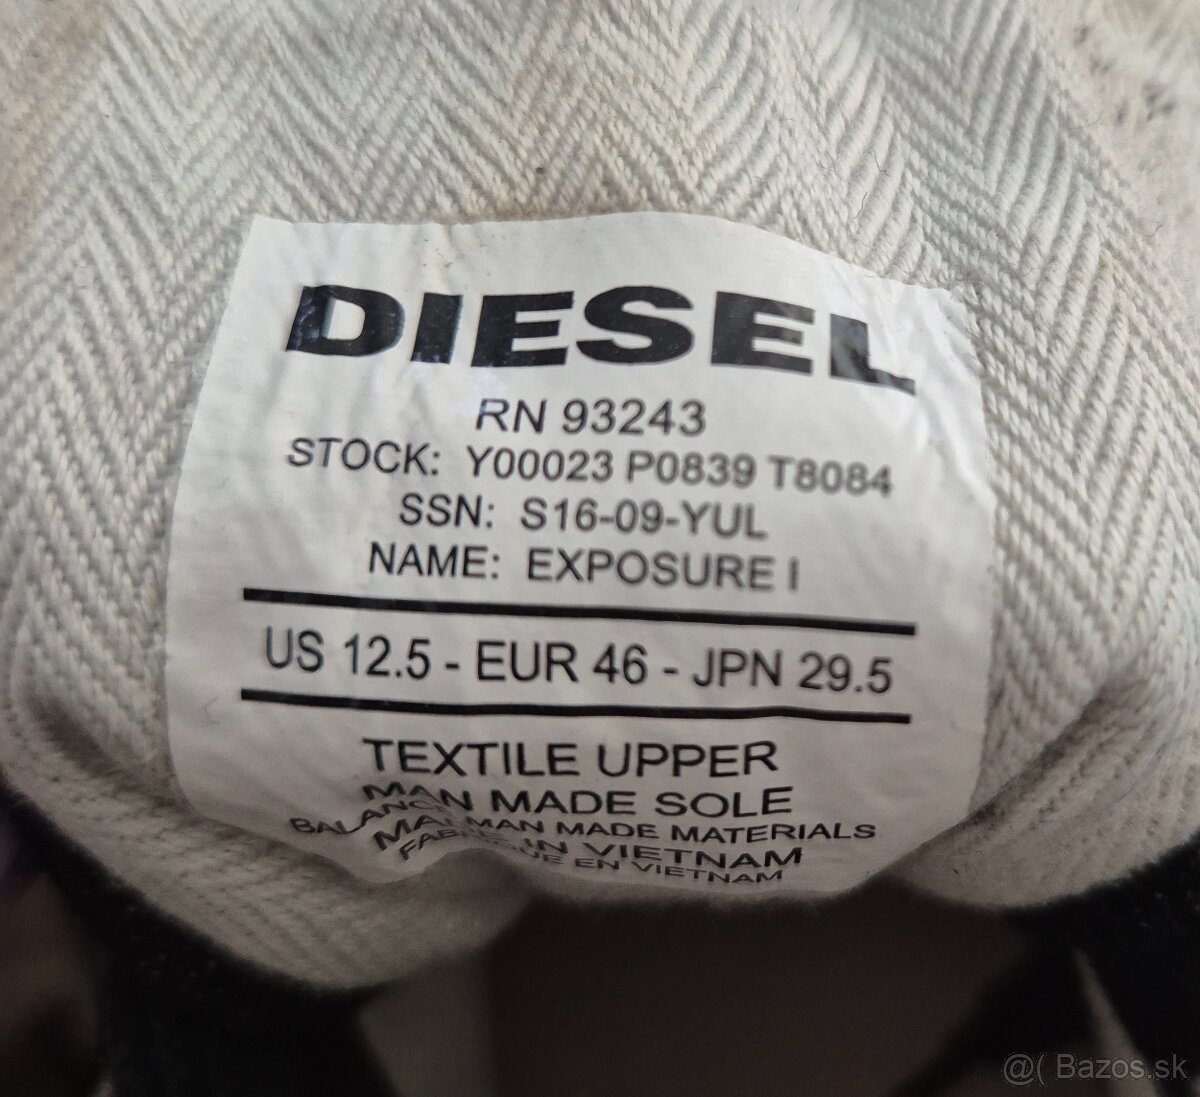 DIESEL
RN 93243
STOCK: Y00023 P0839 T8084
SSN: S16-09-YUL
NAME: EXPOSURE I
US 12.5 - EUR 46 - JPN 29.5
TEXTILE UPPER
MAN MADE SOLE
MAN MADE MATERIALS
IN VIETNAM
EN VIETNAM
@( Bazos.sk